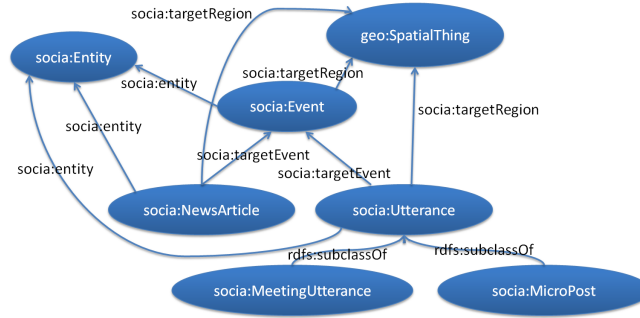 socia:targetRegion
geo:SpatialThing
socia:Entity
socia:targetRegion
socia:entity
socia:Event
socia:targetRegion
socia:entity
socia:targetEvent
socia:entity
socia:targetEvent
socia:NewsArticle
socia:Utterance
rdfs:subclassOf
rdfs:subclassOf
socia:MeetingUtterance
socia:MicroPost